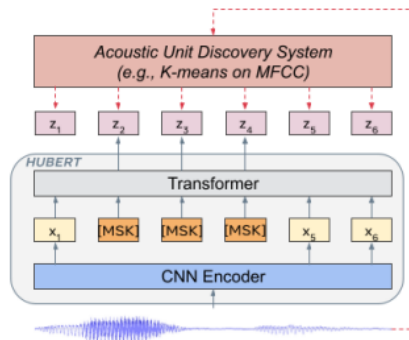 Acoustic Unit Discovery System
(e.g., K-means on MFCC)
z1 z2 z3 z4 z5 z6
HUBERT
Transformer
x1 [MSK] [MSK] [MSK] x5 x6
CNN Encoder